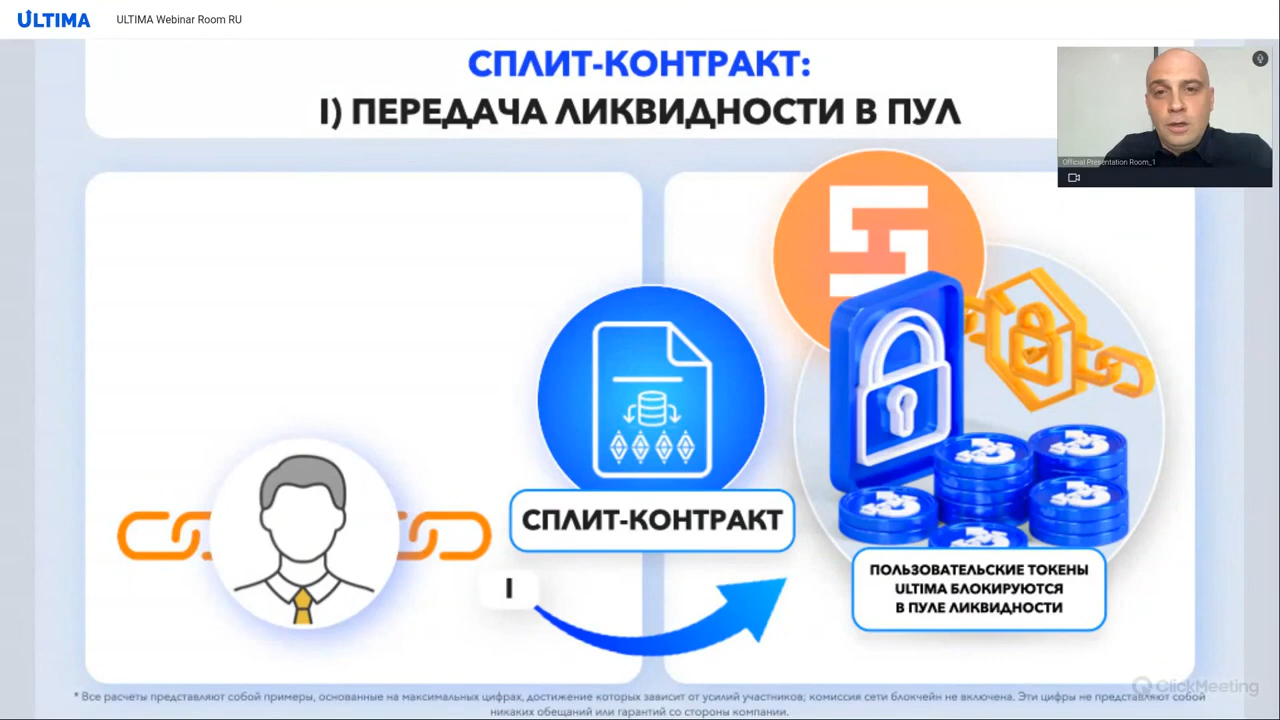 ULTIMA
ULTIMA Webinar Room RU
СПЛИТ-КОНТРАКТ:
I) ПЕРЕДАЧА ЛИКВИДНОСТИ В ПУЛ
Official Presentation Room_1
СПЛИТ-КОНТРАКТ
I
ПОЛЬЗОВАТЕЛЬСКИЕ ТОКЕНЫ
ULTIMA БЛОКИРУЮТСЯ
В ПУЛЕ ЛИКВИДНОСТИ
* Все расчеты представляют собой примеры, основанные на максимальных цифрах, достижение которых зависит от усилий участников; комиссия сети блокчейн не включена. Эти цифры не представляют собой
никаких обещаний или гарантий со стороны компании.
ClickMeeting